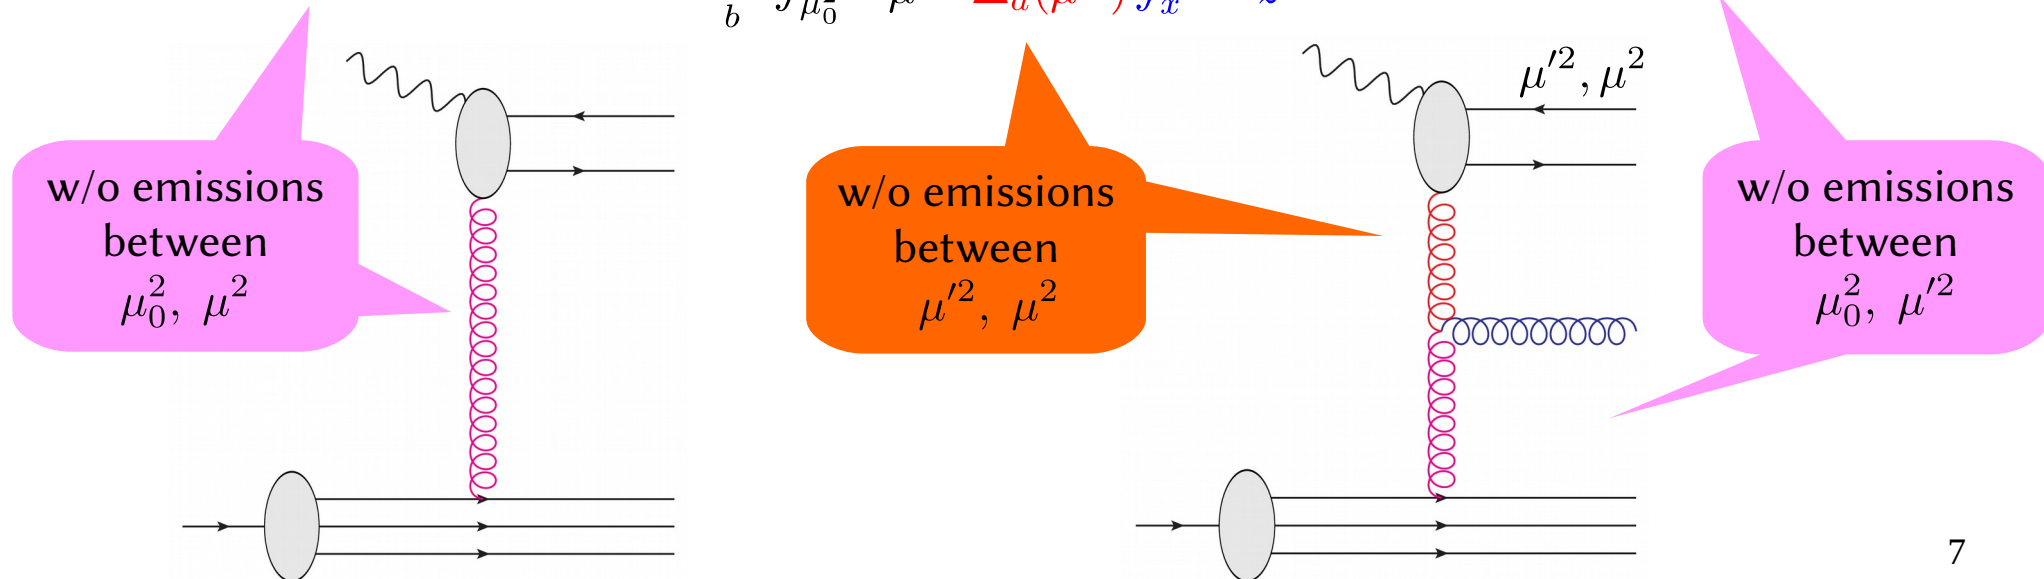 μ′², μ²
w/o emissions
between
μ₀², μ²
w/o emissions
between
μ′², μ²
w/o emissions
between
μ₀², μ′²
7